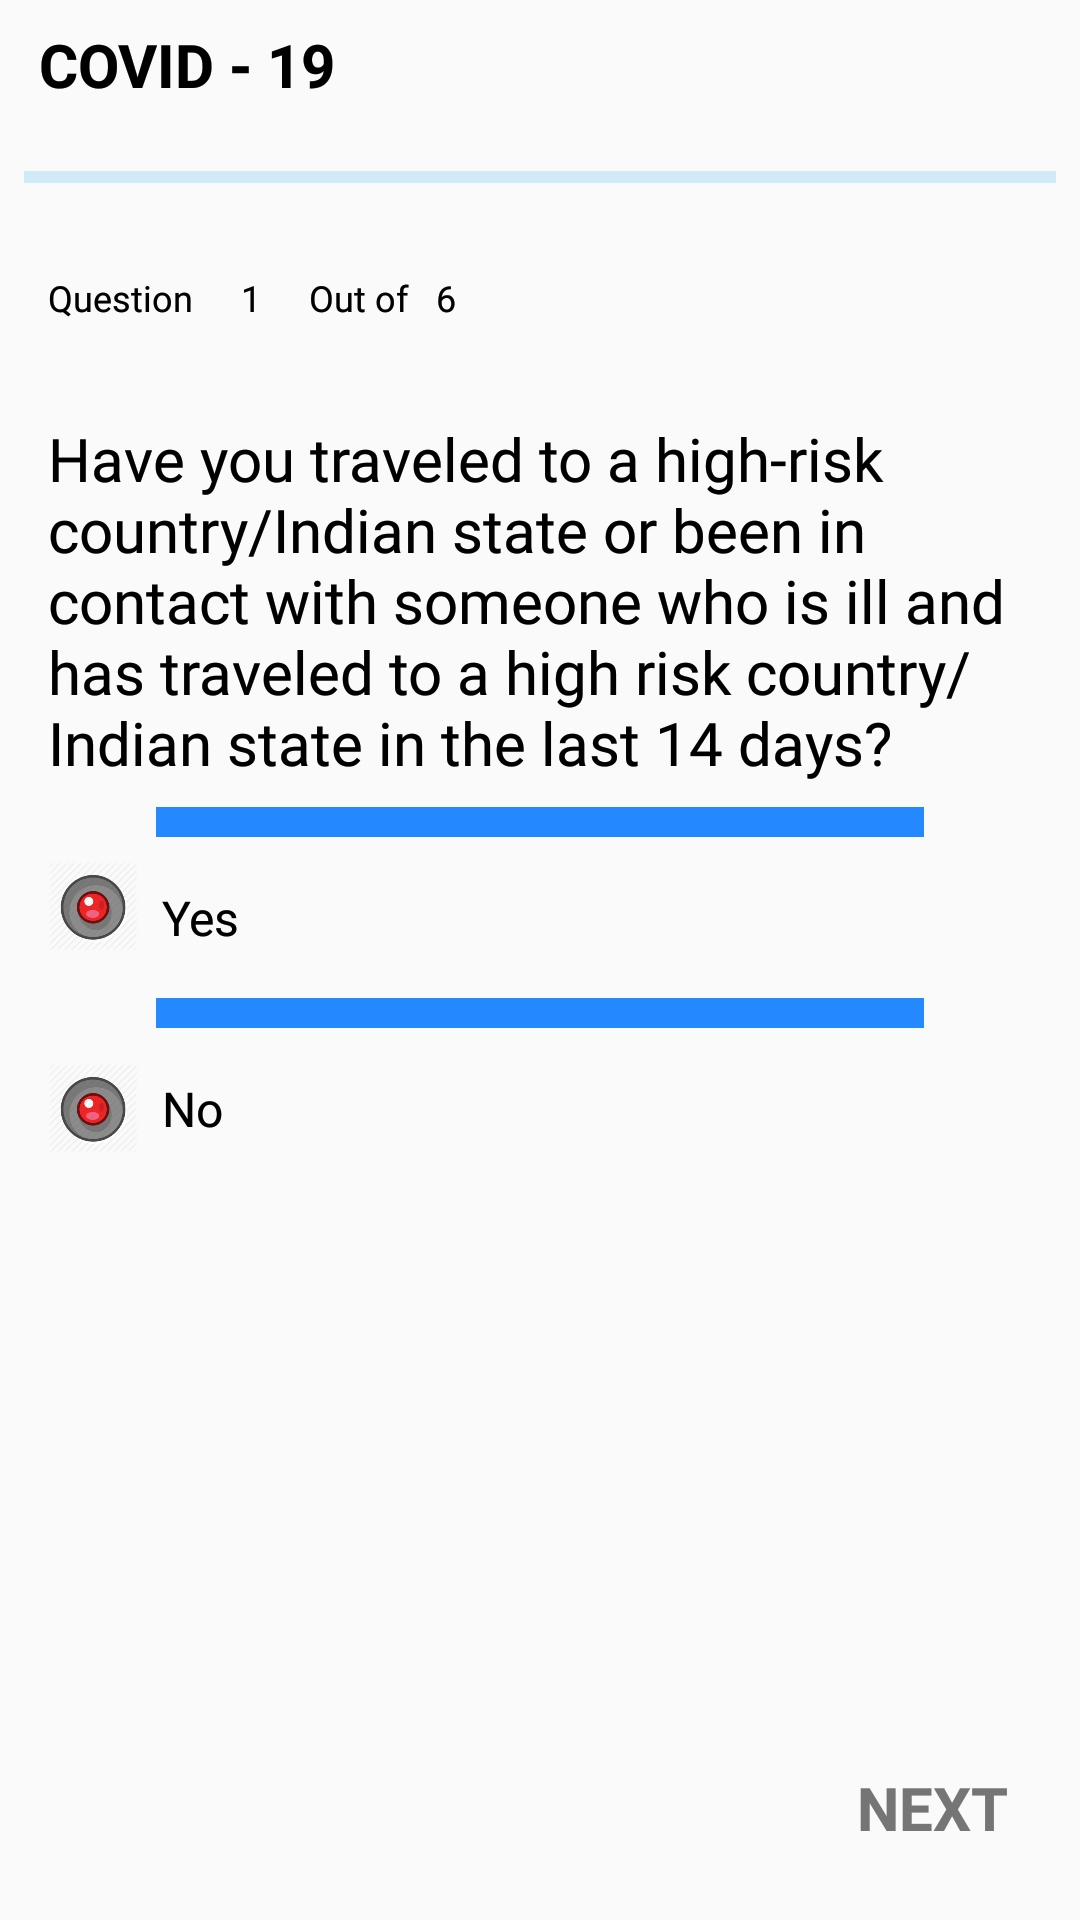 COVID - 19
Question 1 Out of 6
Have you traveled to a high-risk
country/Indian state or been in
contact with someone who is ill and
has traveled to a high risk country/
Indian state in the last 14 days?
Yes
No
NEXT